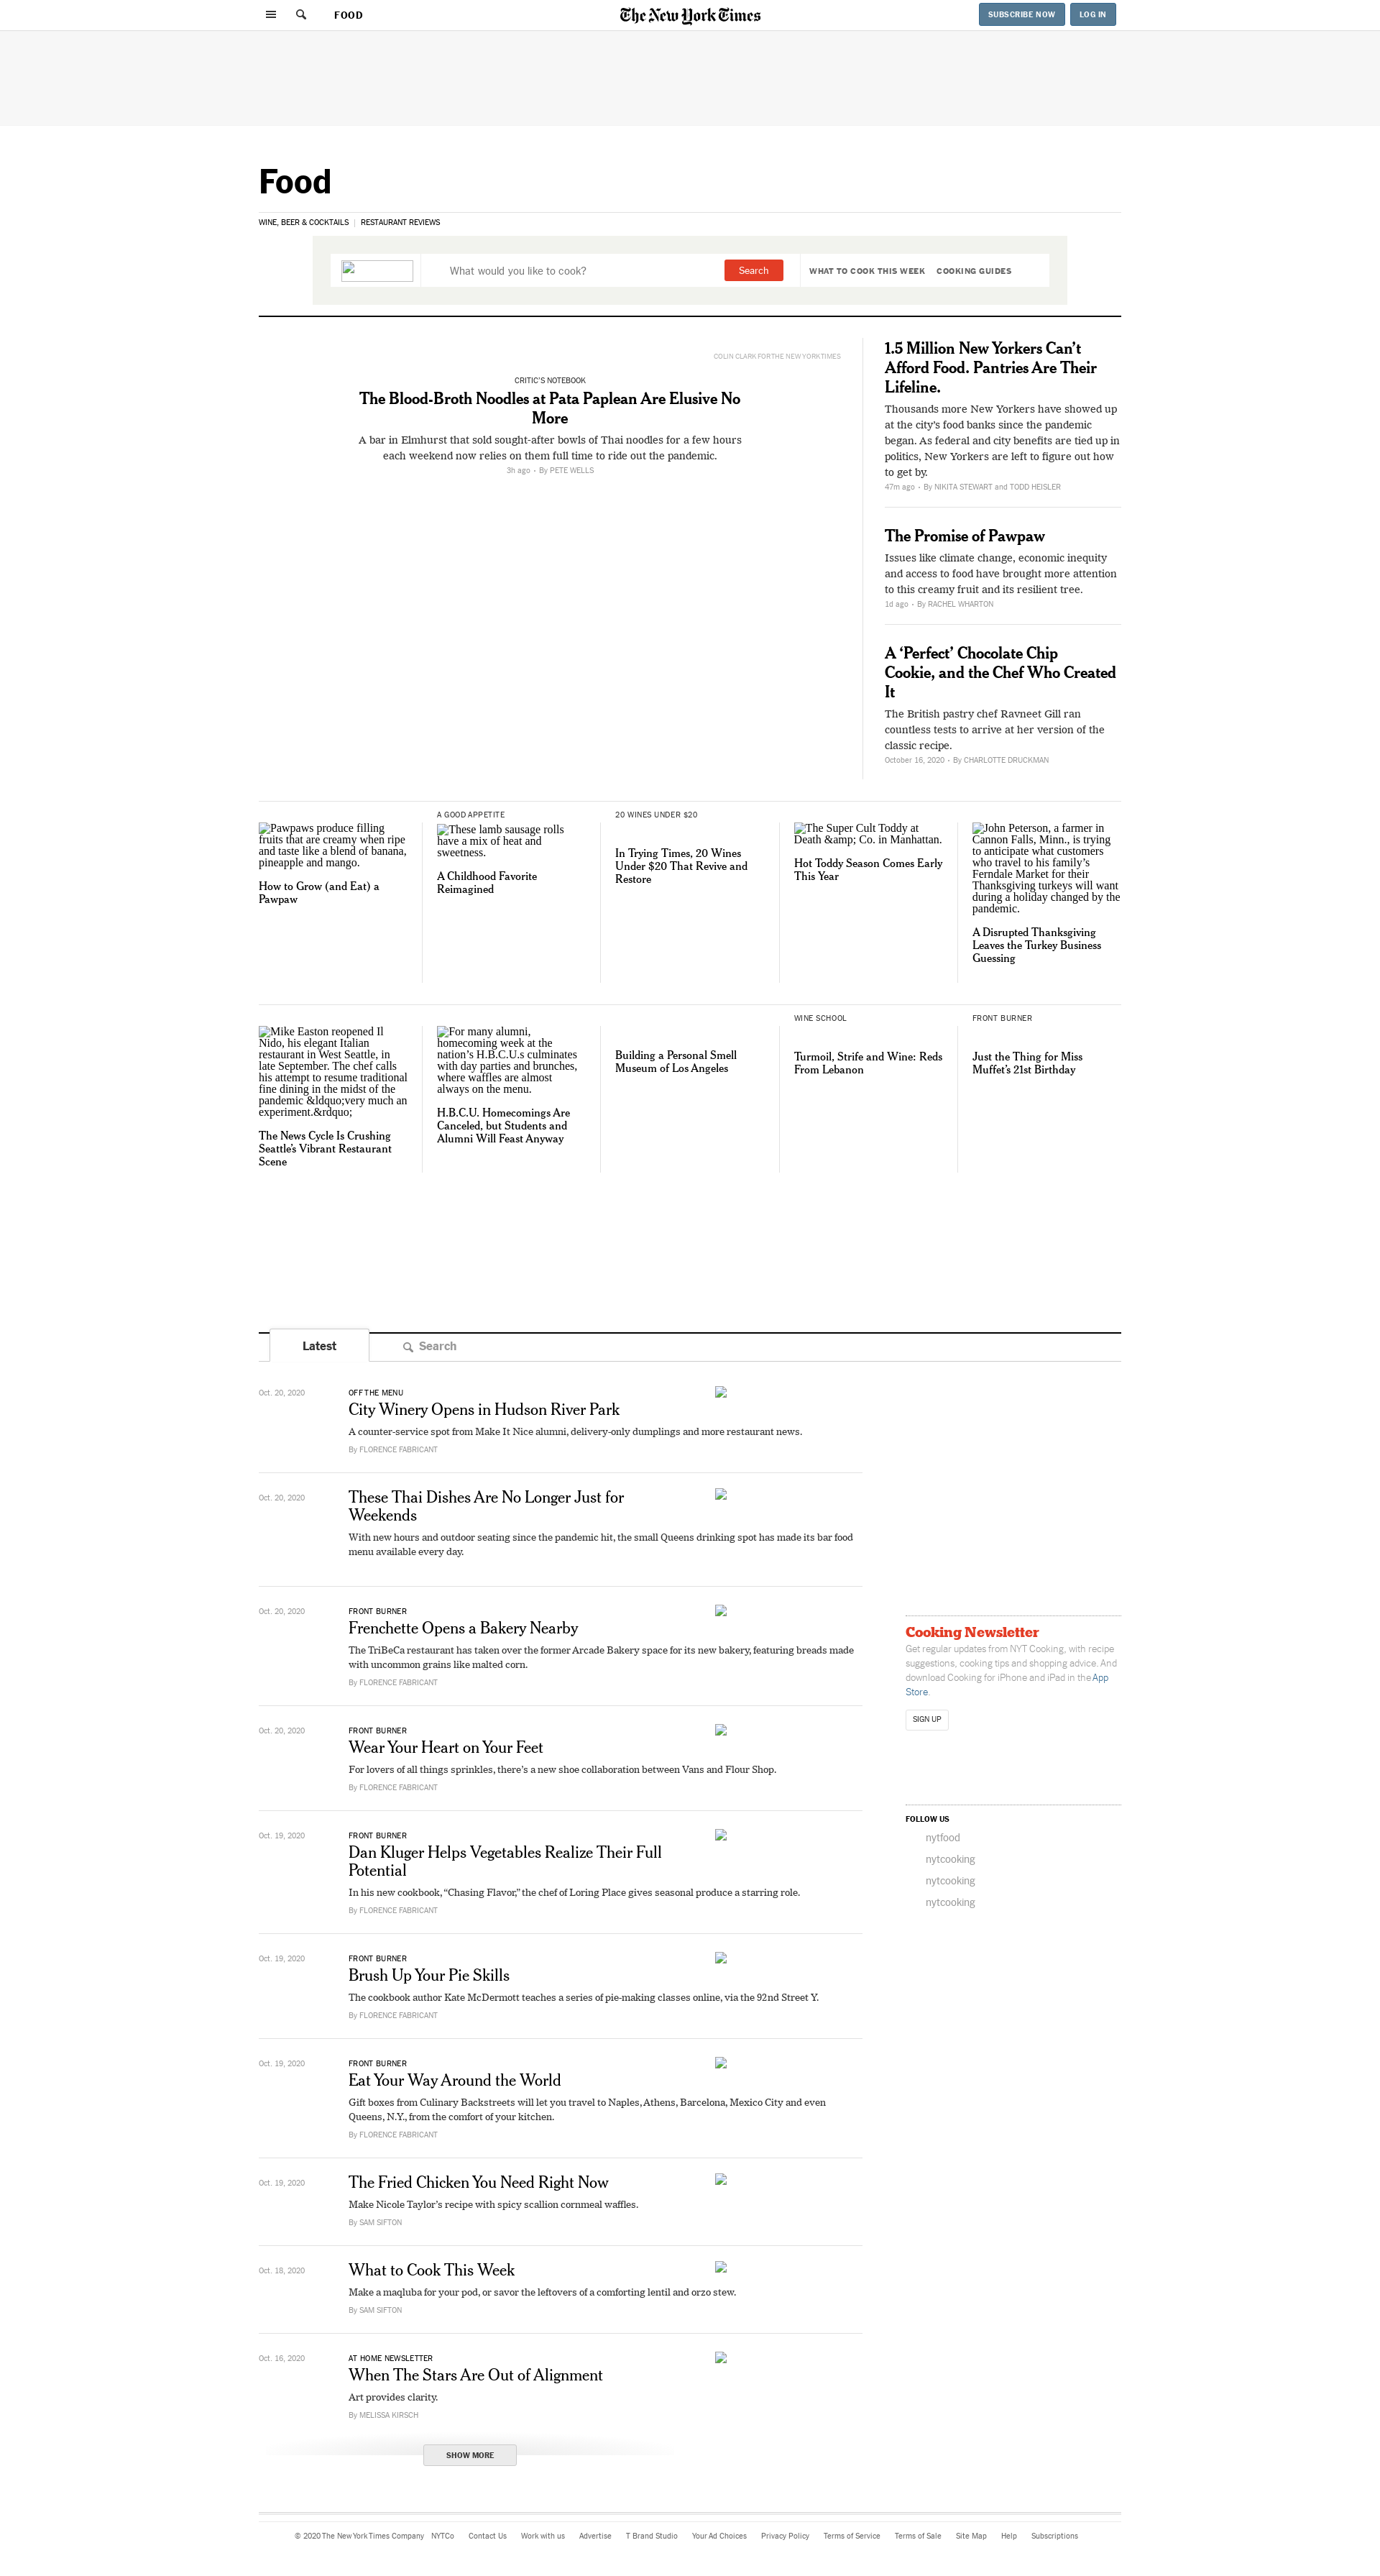 FOOD
The New York Times
SUBSCRIBE NOW
LOG IN
Food
WINE, BEER & COCKTAILS
RESTAURANT REVIEWS
What would you like to cook?
Search
WHAT TO COOK THIS WEEK
COOKING GUIDES
COLIN CLARK FOR THE NEW YORK TIMES
CRITIC'S NOTEBOOK
The Blood-Broth Noodles at Pata Paplean Are Elusive No
More
A bar in Elmhurst that sold sought-after bowls of Thai noodles for a few hours
each weekend now relies on them full time to ride out the pandemic.
3h ago • By PETE WELLS
1.5 Million New Yorkers Can’t
Afford Food. Pantries Are Their
Lifeline.
Thousands more New Yorkers have showed up
at the city’s food banks since the pandemic
began. As federal and city benefits are tied up in
politics, New Yorkers are left to figure out how
to get by.
47m ago • By NIKITA STEWART and TODD HEISLER
The Promise of Pawpaw
Issues like climate change, economic inequity
and access to food have brought more attention
to this creamy fruit and its resilient tree.
1d ago • By RACHEL WHARTON
A ‘Perfect’ Chocolate Chip
Cookie, and the Chef Who Created
It
The British pastry chef Ravneet Gill ran
countless tests to arrive at her version of the
classic recipe.
October 16, 2020 • By CHARLOTTE DRUCKMAN
Pawpaws produce filling
fruits that are creamy when ripe
and taste like a blend of banana,
pineapple and mango.
How to Grow (and Eat) a
Pawpaw
A GOOD APPETITE
These lamb sausage rolls
have a mix of heat and
sweetness.
A Childhood Favorite
Reimagined
20 WINES UNDER $20
In Trying Times, 20 Wines
Under $20 That Revive and
Restore
The Super Cult Toddy at
Death &amp; Co. in Manhattan.
Hot Toddy Season Comes Early
This Year
John Peterson, a farmer in
Cannon Falls, Minn., is trying
to anticipate what customers
who travel to his family’s
Ferndale Market for their
Thanksgiving turkeys will want
during a holiday changed by the
pandemic.
A Disrupted Thanksgiving
Leaves the Turkey Business
Guessing
Mike Easton reopened Il
Nido, his elegant Italian
restaurant in West Seattle, in
late September. The chef calls
his attempt to resume traditional
fine dining in the midst of the
pandemic &ldquo;very much an
experiment.&rdquo;
The News Cycle Is Crushing
Seattle’s Vibrant Restaurant
Scene
For many alumni,
homecoming week at the
nation’s H.B.C.U.s culminates
with day parties and brunches,
where waffles are almost
always on the menu.
H.B.C.U. Homecomings Are
Canceled, but Students and
Alumni Will Feast Anyway
Building a Personal Smell
Museum of Los Angeles
WINE SCHOOL
Turmoil, Strife and Wine: Reds
From Lebanon
FRONT BURNER
Just the Thing for Miss
Muffet’s 21st Birthday
Latest
Search
Oct. 20, 2020
OFF THE MENU
City Winery Opens in Hudson River Park
A counter-service spot from Make It Nice alumni, delivery-only dumplings and more restaurant news.
By FLORENCE FABRICANT
Oct. 20, 2020
These Thai Dishes Are No Longer Just for
Weekends
With new hours and outdoor seating since the pandemic hit, the small Queens drinking spot has made its bar food
menu available every day.
Oct. 20, 2020
FRONT BURNER
Frenchette Opens a Bakery Nearby
The TriBeCa restaurant has taken over the former Arcade Bakery space for its new bakery, featuring breads made
with uncommon grains like malted corn.
By FLORENCE FABRICANT
Oct. 20, 2020
FRONT BURNER
Wear Your Heart on Your Feet
For lovers of all things sprinkles, there’s a new shoe collaboration between Vans and Flour Shop.
By FLORENCE FABRICANT
Oct. 19, 2020
FRONT BURNER
Dan Kluger Helps Vegetables Realize Their Full
Potential
In his new cookbook, “Chasing Flavor,” the chef of Loring Place gives seasonal produce a starring role.
By FLORENCE FABRICANT
Oct. 19, 2020
FRONT BURNER
Brush Up Your Pie Skills
The cookbook author Kate McDermott teaches a series of pie-making classes online, via the 92nd Street Y.
By FLORENCE FABRICANT
Oct. 19, 2020
FRONT BURNER
Eat Your Way Around the World
Gift boxes from Culinary Backstreets will let you travel to Naples, Athens, Barcelona, Mexico City and even
Queens, N.Y., from the comfort of your kitchen.
By FLORENCE FABRICANT
Oct. 19, 2020
The Fried Chicken You Need Right Now
Make Nicole Taylor’s recipe with spicy scallion cornmeal waffles.
By SAM SIFTON
Oct. 18, 2020
What to Cook This Week
Make a maqluba for your pod, or savor the leftovers of a comforting lentil and orzo stew.
By SAM SIFTON
Oct. 16, 2020
AT HOME NEWSLETTER
When The Stars Are Out of Alignment
Art provides clarity.
By MELISSA KIRSCH
SHOW MORE
Cooking Newsletter
Get regular updates from NYT Cooking, with recipe
suggestions, cooking tips and shopping advice. And
download Cooking for iPhone and iPad in the App
Store.
SIGN UP
FOLLOW US
nytfood
nytcooking
nytcooking
nytcooking
© 2020 The New York Times Company NYTCo Contact Us Work with us Advertise T Brand Studio Your Ad Choices Privacy Policy Terms of Service Terms of Sale Site Map Help Subscriptions